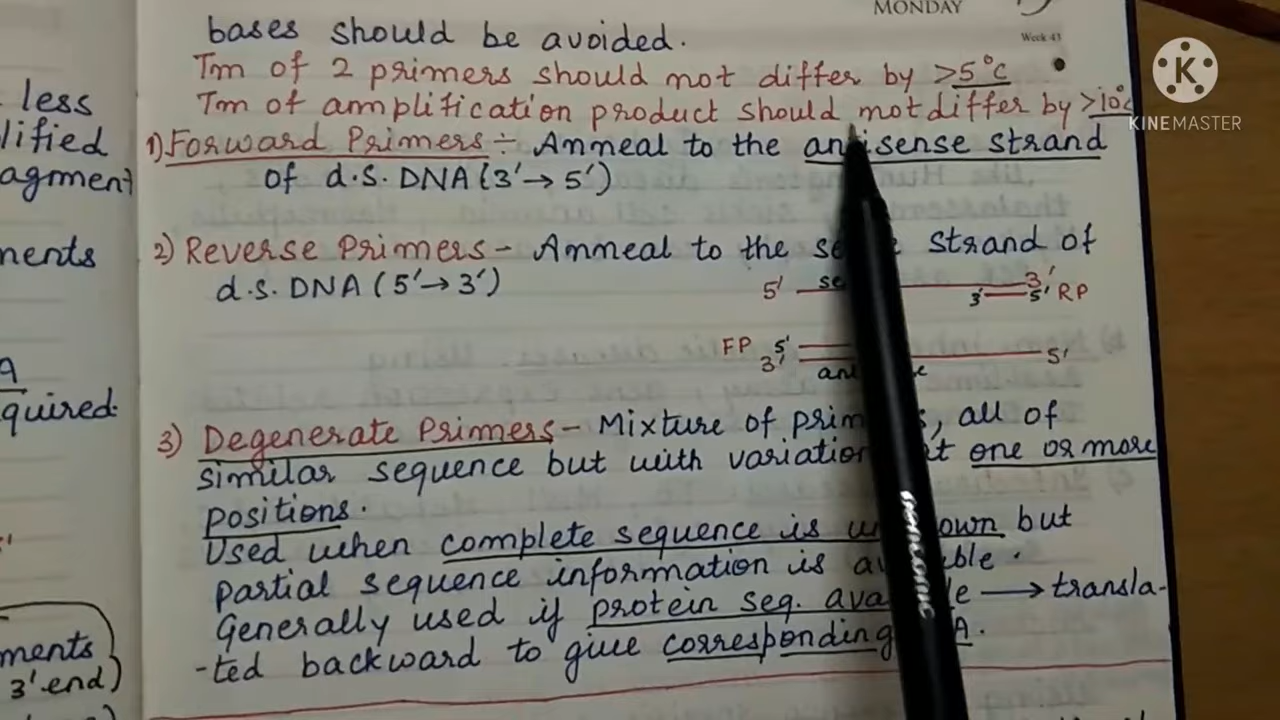 MONDAY
Week 43
bases should be avoided.
Tm of 2 primers should not differ by >5°C
Tm of amplification product should not differ by >10°C
KINEMASTER
less
lified
agment
1) Forward Primers ÷ Anneal to the antisense strand
of d.s. DNA (3'→ 5')
nents
2) Reverse Primers - Anneal to the strand of
d.s. DNA (5'→ 3')
5' 3'
3' 5' RP
FP 5'
3' 5'
quired
3) Degenerate Primers - Mixture of , all of
similar sequence but with variation one or more
positions.
Used when complete sequence is but
partial sequence information is
Generally used if protein seq. → transla-
-ted backward to give corresponding
ments
3' end)
K